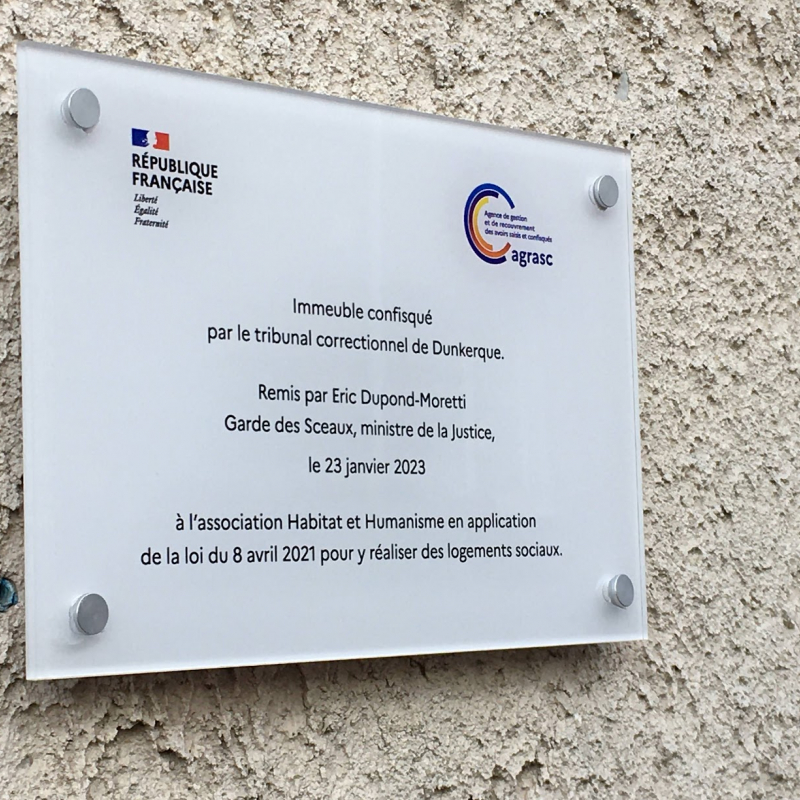 RÉPUBLIQUE
FRANÇAISE
Liberté
Égalité
Fraternité
Agence de gestion
et de recouvrement
des avoirs saisis et confisqués
agrasc
Immeuble confisqué
par le tribunal correctionnel de Dunkerque.
Remis par Eric Dupond-Moretti
Garde des Sceaux, ministre de la Justice,
le 23 janvier 2023
à l'association Habitat et Humanisme en application
de la loi du 8 avril 2021 pour y réaliser des logements sociaux.